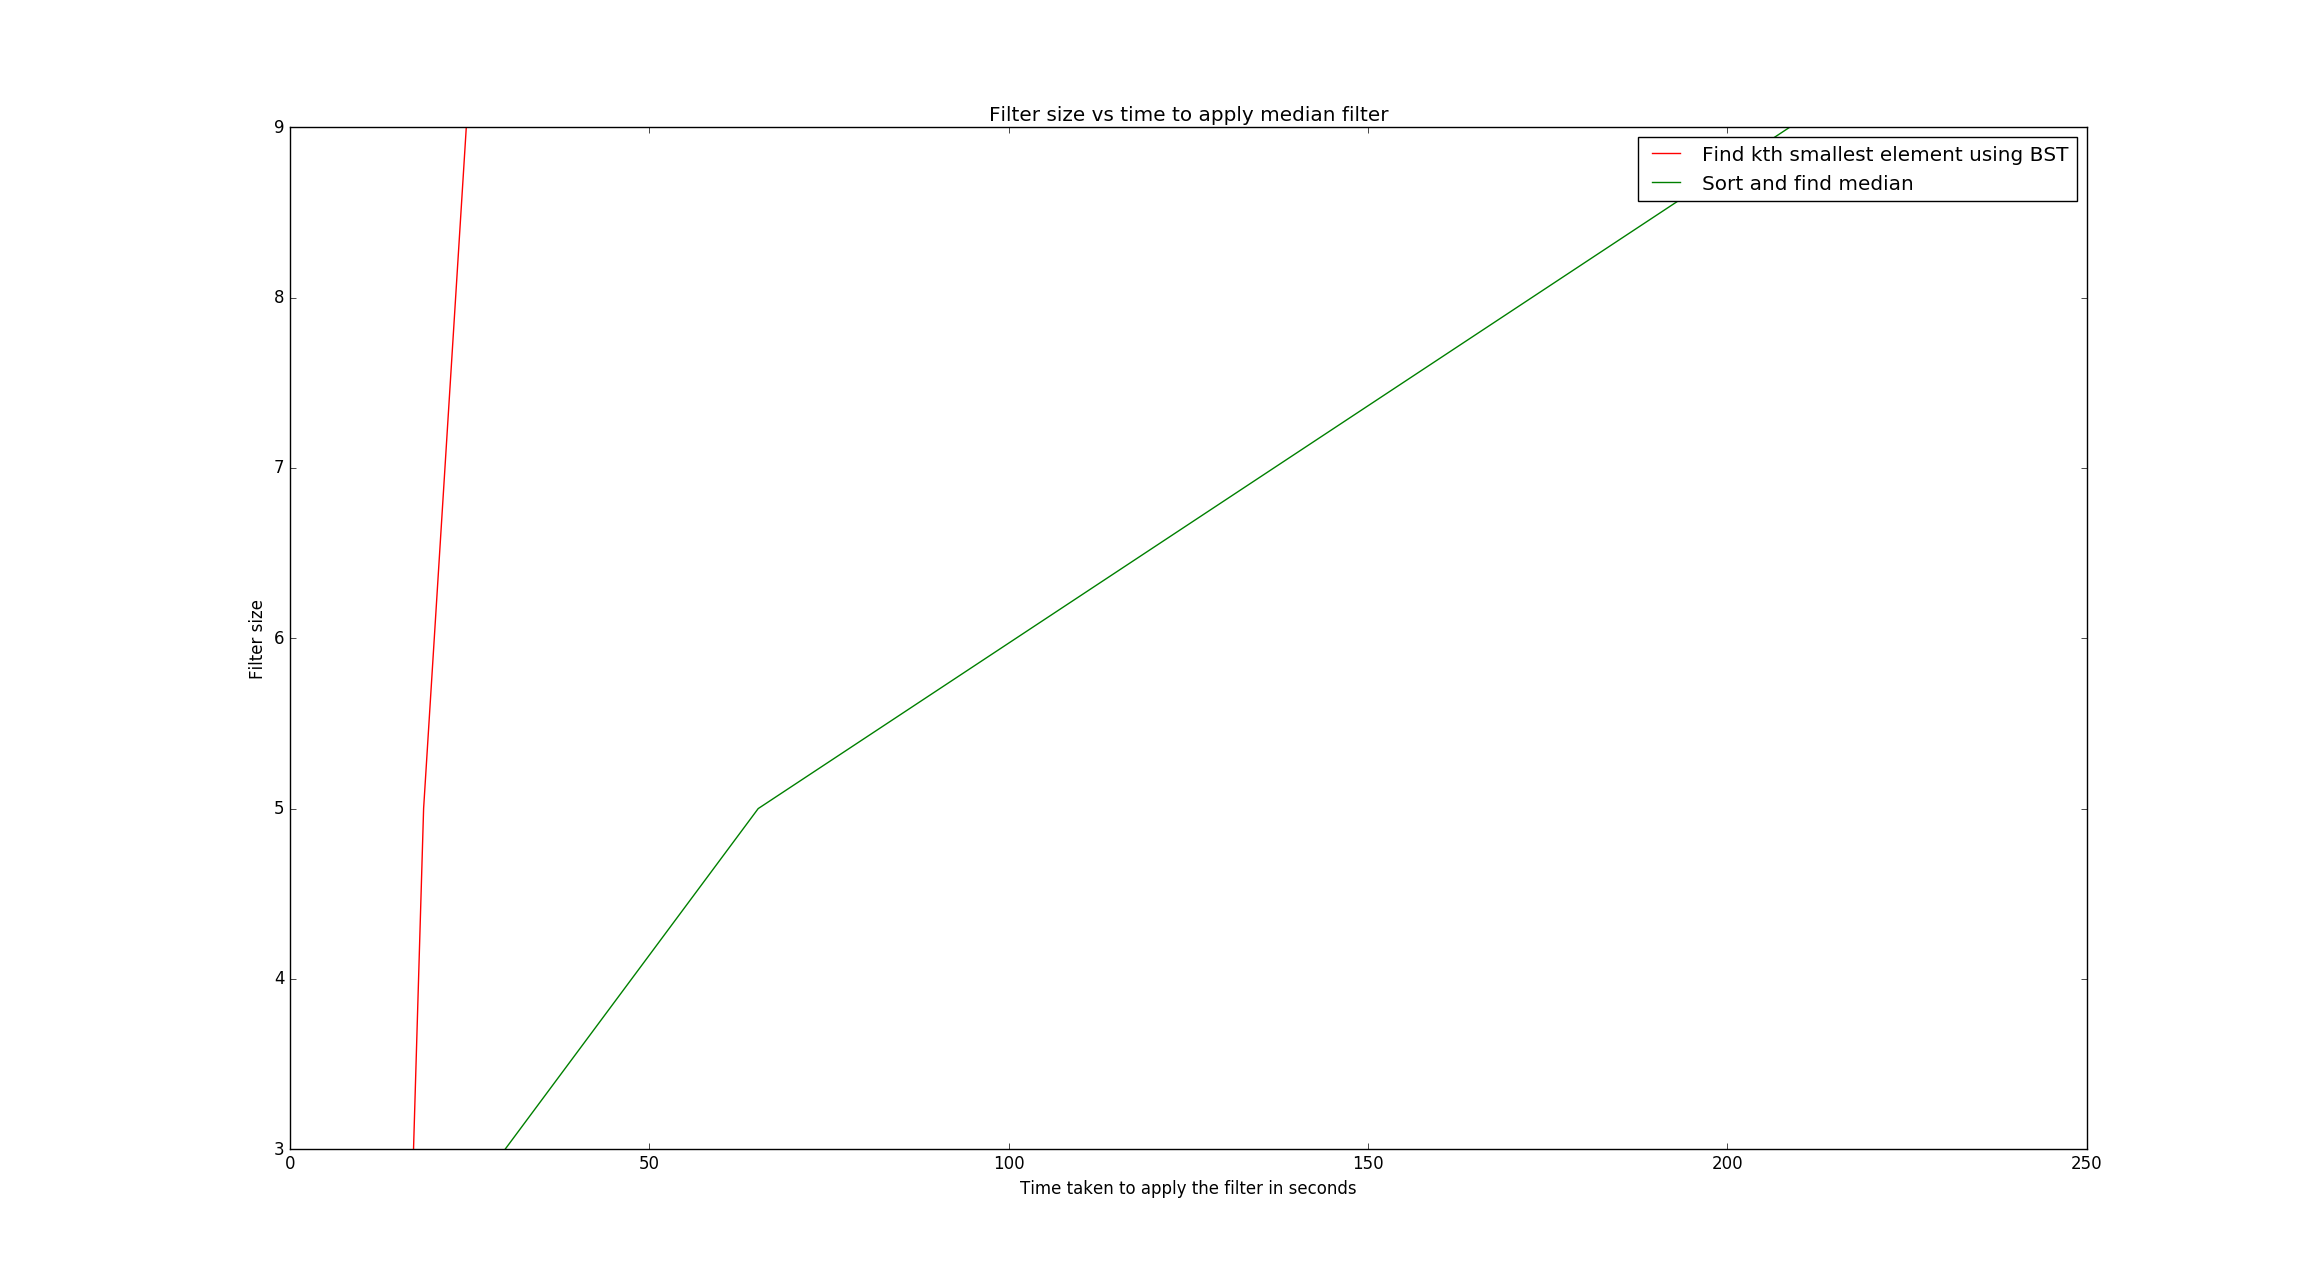 Filter size vs time to apply median filter
Find kth smallest element using BST
Sort and find median
9
8
7
6
5
4
3
Filter size
0 50 100 150 200 250
Time taken to apply the filter in seconds